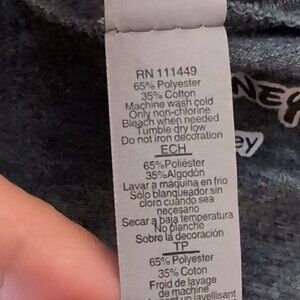 RN 111449
65% Polyester
35% Cotton
Machine wash cold
Only non-chlorine
Bleach when needed
Tumble dry low
Do not iron decoration
ECH
65% Poliéster
35% Algodón
Lavar a máquina en frio
Sólo blanqueador sin
cloro cuando sea
necesano
Secar a baja temperatura
No planche
Sobre la decoración
TP
65% Polyester
35% Coton
Froid de lavage
de machine